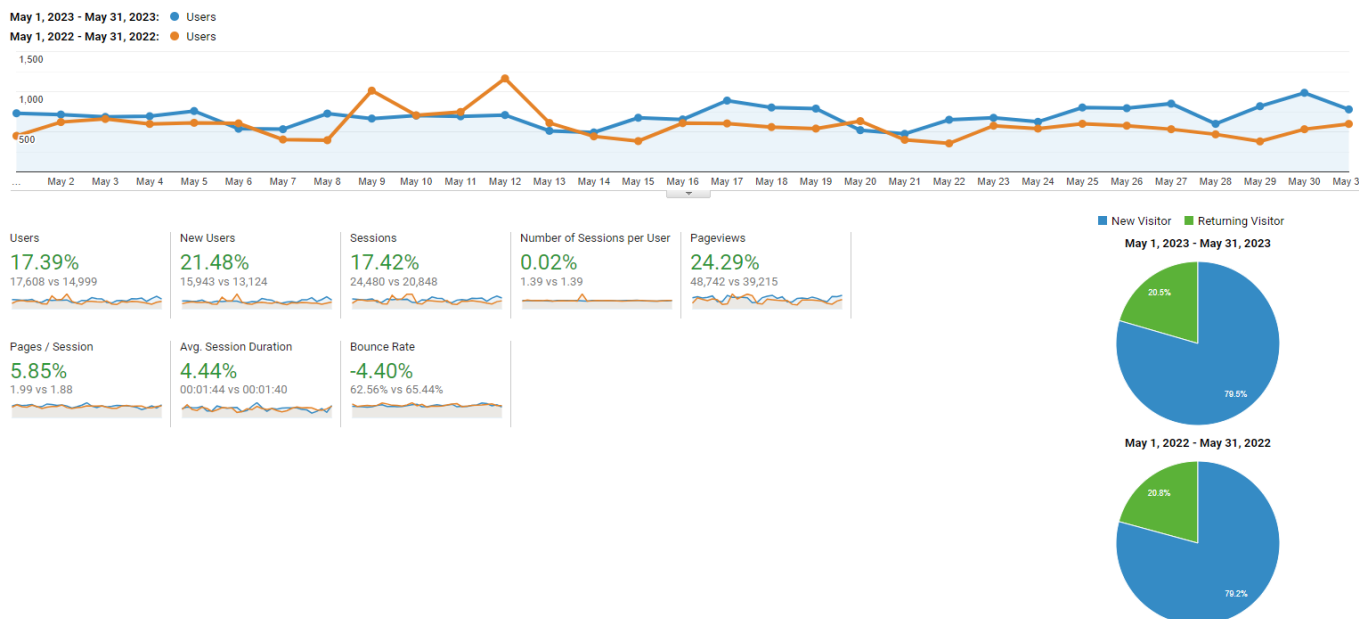 May 1, 2023 - May 31, 2023: Users
May 1, 2022 - May 31, 2022: Users
1,500
1,000
500
... May 2 May 3 May 4 May 5 May 6 May 7 May 8 May 9 May 10 May 11 May 12 May 13 May 14 May 15 May 16 May 17 May 18 May 19 May 20 May 21 May 22 May 23 May 24 May 25 May 26 May 27 May 28 May 29 May 30 May 3
Users
17.39%
17,608 vs 14,999
New Users
21.48%
15,943 vs 13,124
Sessions
17.42%
24,480 vs 20,848
Number of Sessions per User
0.02%
1.39 vs 1.39
Pageviews
24.29%
48,742 vs 39,215
Pages / Session
5.85%
1.99 vs 1.88
Avg. Session Duration
4.44%
00:01:44 vs 00:01:40
Bounce Rate
-4.40%
62.56% vs 65.44%
New Visitor Returning Visitor
May 1, 2023 - May 31, 2023
20.5%
79.5%
May 1, 2022 - May 31, 2022
20.8%
79.2%